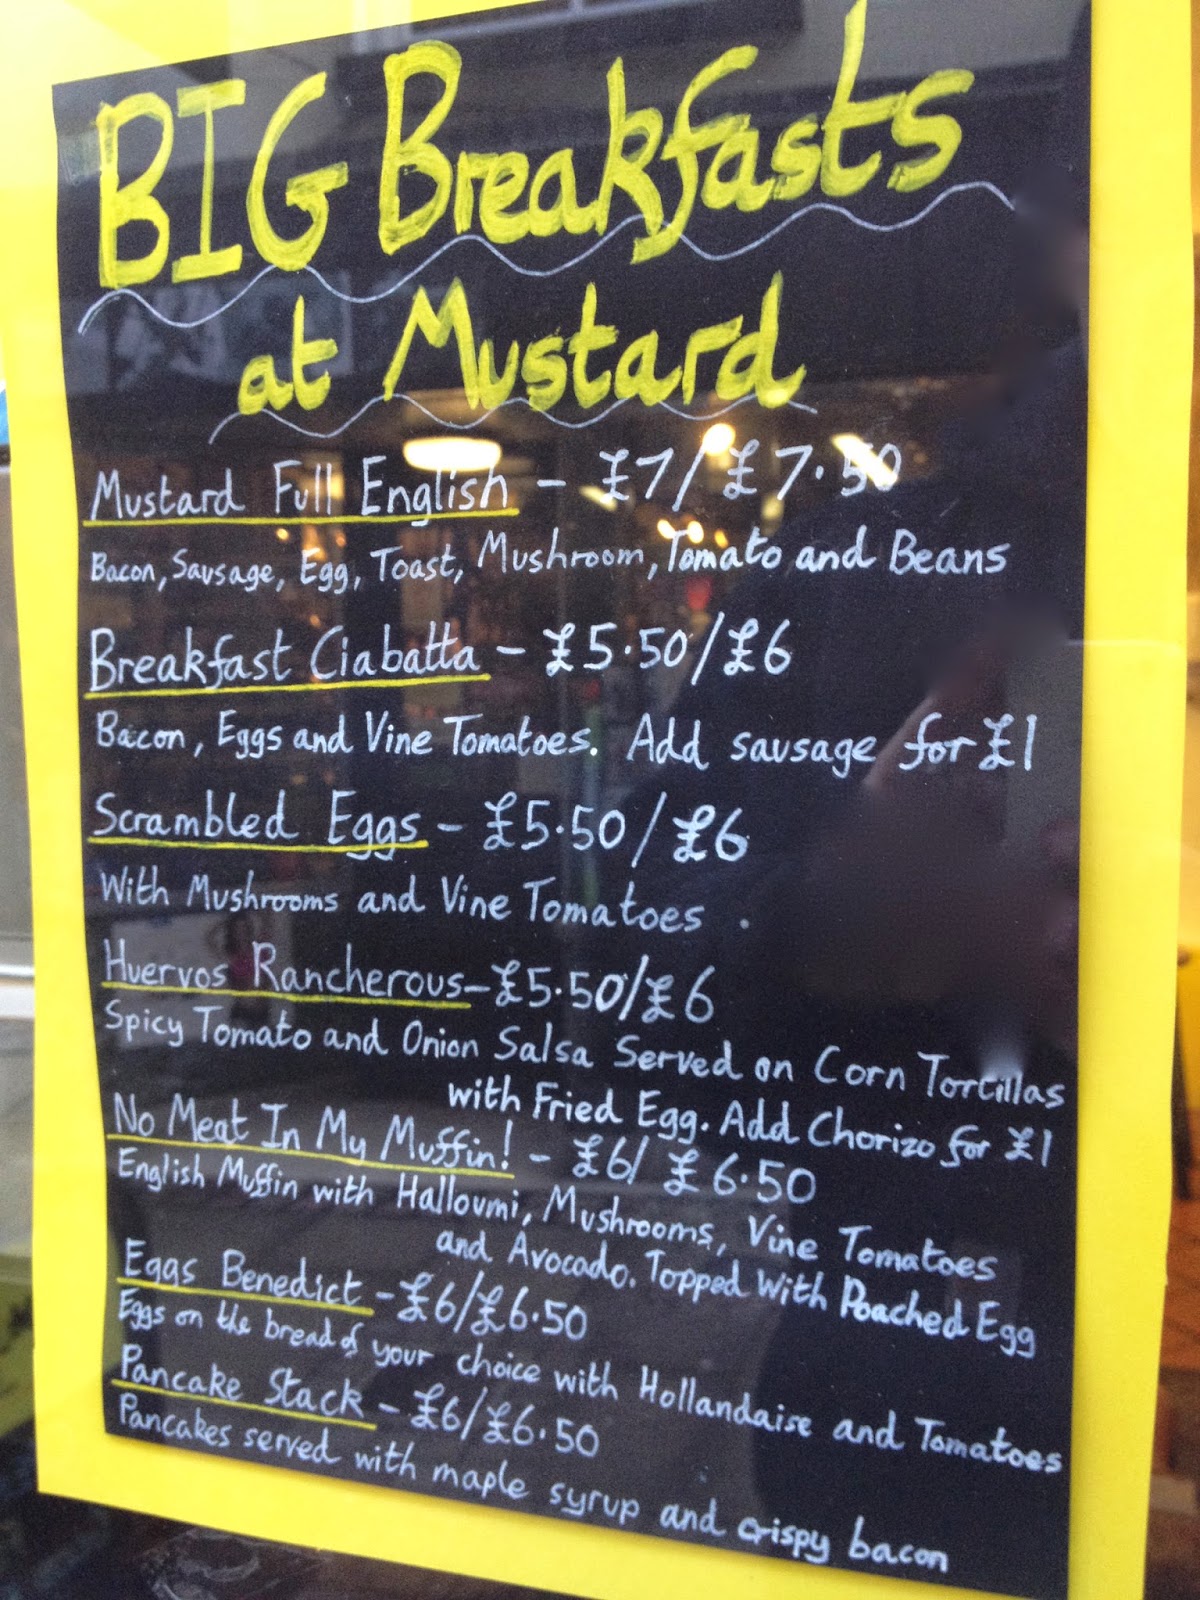 BIG Breakfasts
at Mustard
Mustard Full English - £7/£7.50
Bacon, Sausage, Egg, Toast, Mushroom, Tomato and Beans
Breakfast Ciabatta - £5.50/£6
Bacon, Eggs and Vine Tomatoes. Add sausage for £1
Scrambled Eggs - £5.50/£6
With Mushrooms and Vine Tomatoes.
Huervos Rancherous - £5.50/£6
Spicy Tomato and Onion Salsa Served on Corn Tortillas
with Fried Egg. Add Chorizo for £1
No Meat In My Muffin! - £6/£6.50
English Muffin with Halloumi, Mushrooms, Vine Tomatoes
and Avocado. Topped With Poached Egg
Eggs Benedict - £6/£6.50
Eggs on the bread of your choice with Hollandaise and Tomatoes
Pancake Stack - £6/£6.50
Pancakes served with maple syrup and crispy bacon